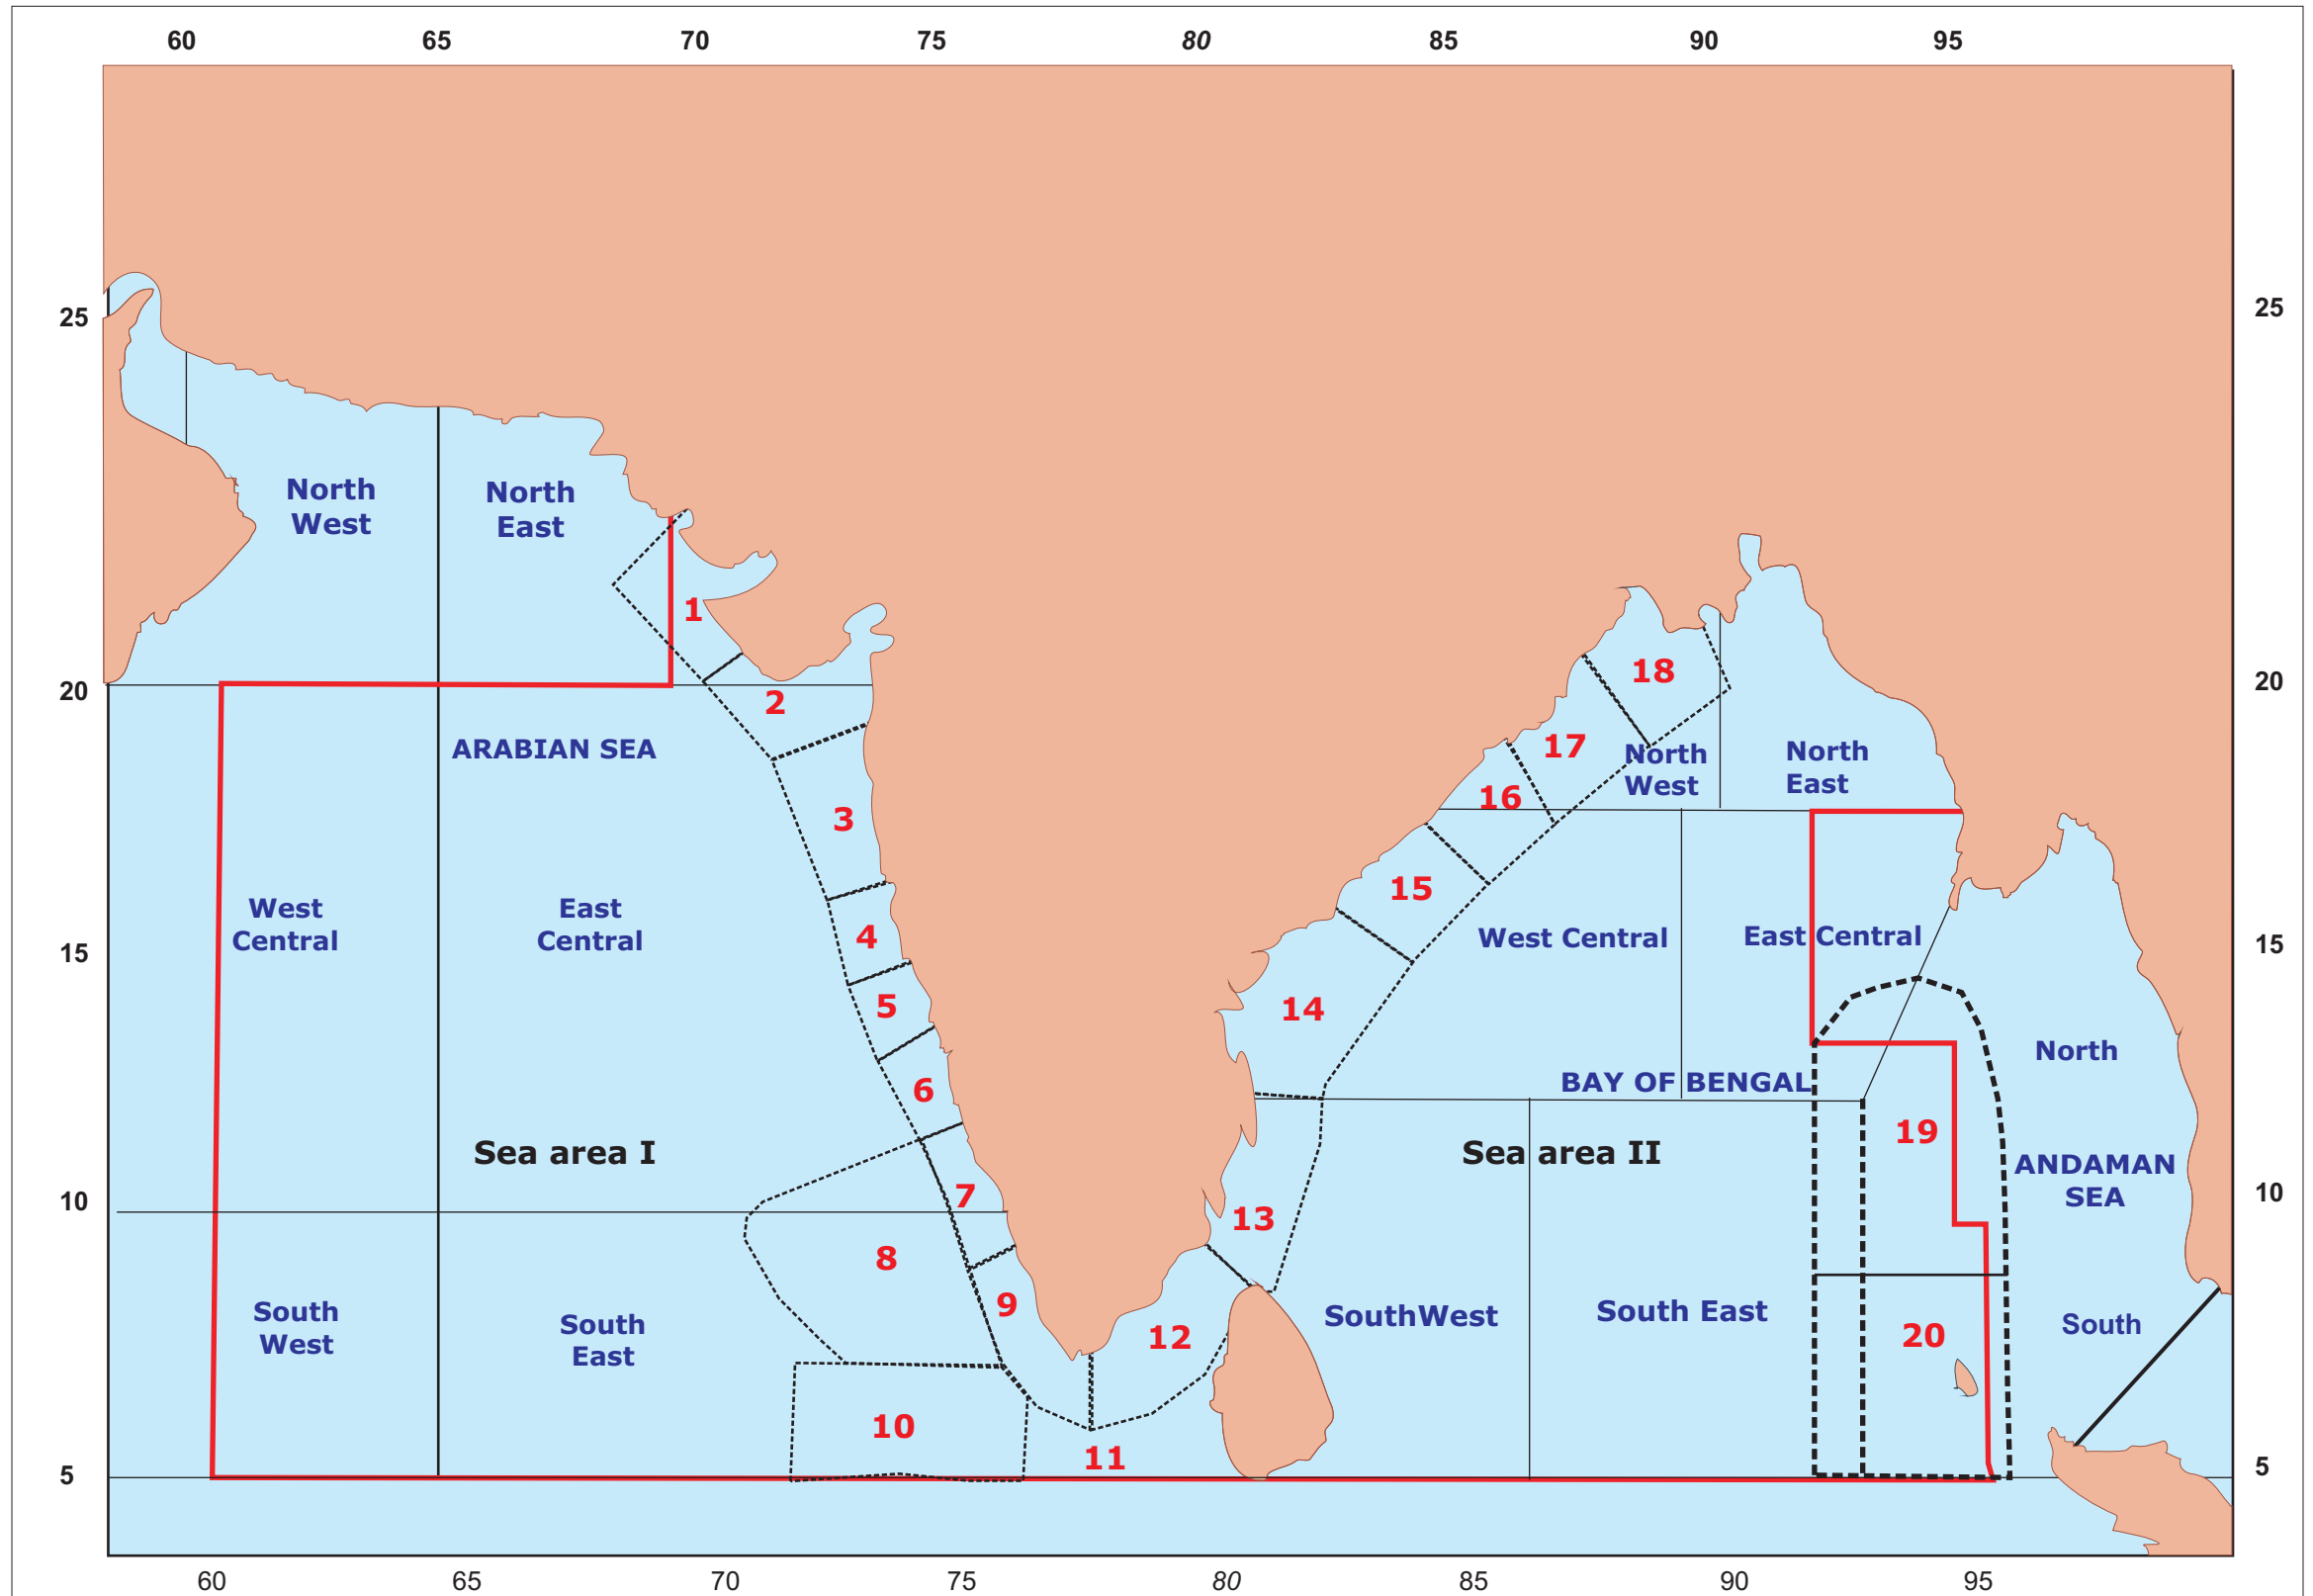 60 65 70 75 80 85 90 95
25 25
North
West
North
East
1
20 20
18
2
17
ARABIAN SEA
North
West
North
East
16
3
15
West
Central
East
Central
4
West Central
East Central
15 15
5
14
North
6
BAY OF BENGAL
19
Sea area I
Sea area II
ANDAMAN
SEA
7
10 10
13
8
9
South
West
South
East
SouthWest
South East
12
20
South
10
11
5 5
60 65 70 75 80 85 90 95